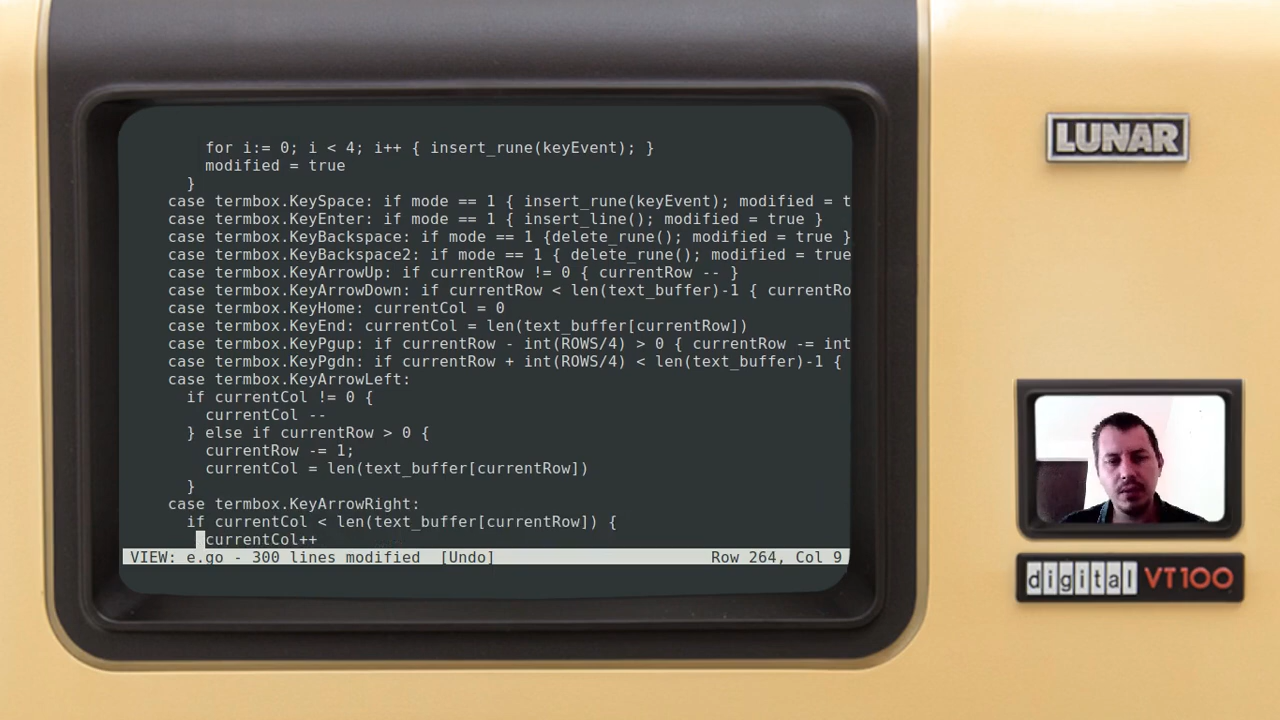 for i:= 0; i < 4; i++ { insert_rune(keyEvent); }
modified = true
}
case termbox.KeySpace: if mode == 1 { insert_rune(keyEvent); modified = t
case termbox.KeyEnter: if mode == 1 { insert_line(); modified = true }
case termbox.KeyBackspace: if mode == 1 {delete_rune(); modified = true }
case termbox.KeyBackspace2: if mode == 1 { delete_rune(); modified = true
case termbox.KeyArrowUp: if currentRow != 0 { currentRow -- }
case termbox.KeyArrowDown: if currentRow < len(text_buffer)-1 { currentRo
case termbox.KeyHome: currentCol = 0
case termbox.KeyEnd: currentCol = len(text_buffer[currentRow])
case termbox.KeyPgup: if currentRow - int(ROWS/4) > 0 { currentRow -= int
case termbox.KeyPgdn: if currentRow + int(ROWS/4) < len(text_buffer)-1 {
case termbox.KeyArrowLeft:
if currentCol != 0 {
currentCol --
} else if currentRow > 0 {
currentRow -= 1;
currentCol = len(text_buffer[currentRow])
}
case termbox.KeyArrowRight:
if currentCol < len(text_buffer[currentRow]) {
currentCol++
VIEW: e.go - 300 lines modified [Undo] Row 264, Col 9
LUNAR
digital VT100